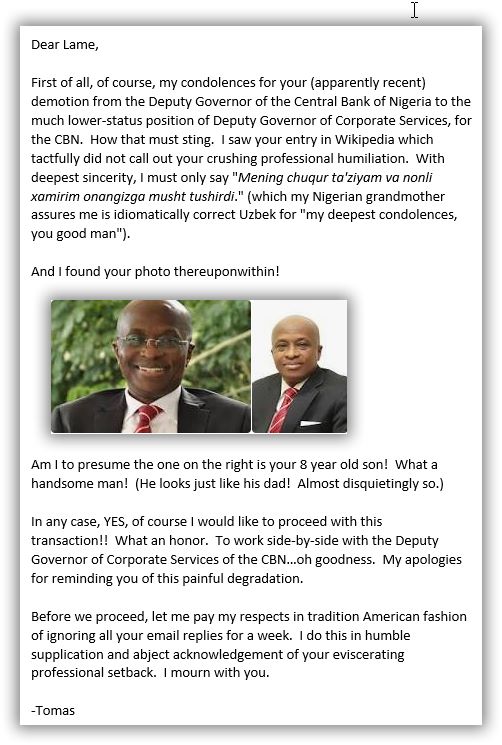 Dear Lame,
First of all, of course, my condolences for your (apparently recent)
demotion from the Deputy Governor of the Central Bank of Nigeria to the
much lower-status position of Deputy Governor of Corporate Services, for
the CBN.  How that must sting.  I saw your entry in Wikipedia which
tactfully did not call out your crushing professional humiliation.  With
deepest sincerity, I must only say "Mening chuqur ta'ziyam va nonli
xamirim onangizga musht tushirdi." (which my Nigerian grandmother
assures me is idiomatically correct Uzbek for "my deepest condolences,
you good man").
And I found your photo thereuponwithin!
Am I to presume the one on the right is your 8 year old son!  What a
handsome man!  (He looks just like his dad!  Almost disquietingly so.)
In any case, YES, of course I would like to proceed with this
transaction!!  What an honor.  To work side-by-side with the Deputy
Governor of Corporate Services of the CBN...oh goodness.  My apologies
for reminding you of this painful degradation.
Before we proceed, let me pay my respects in tradition American fashion
of ignoring all your email replies for a week.  I do this in humble
supplication and abject acknowledgement of your eviscerating
professional setback.  I mourn with you.
-Tomas